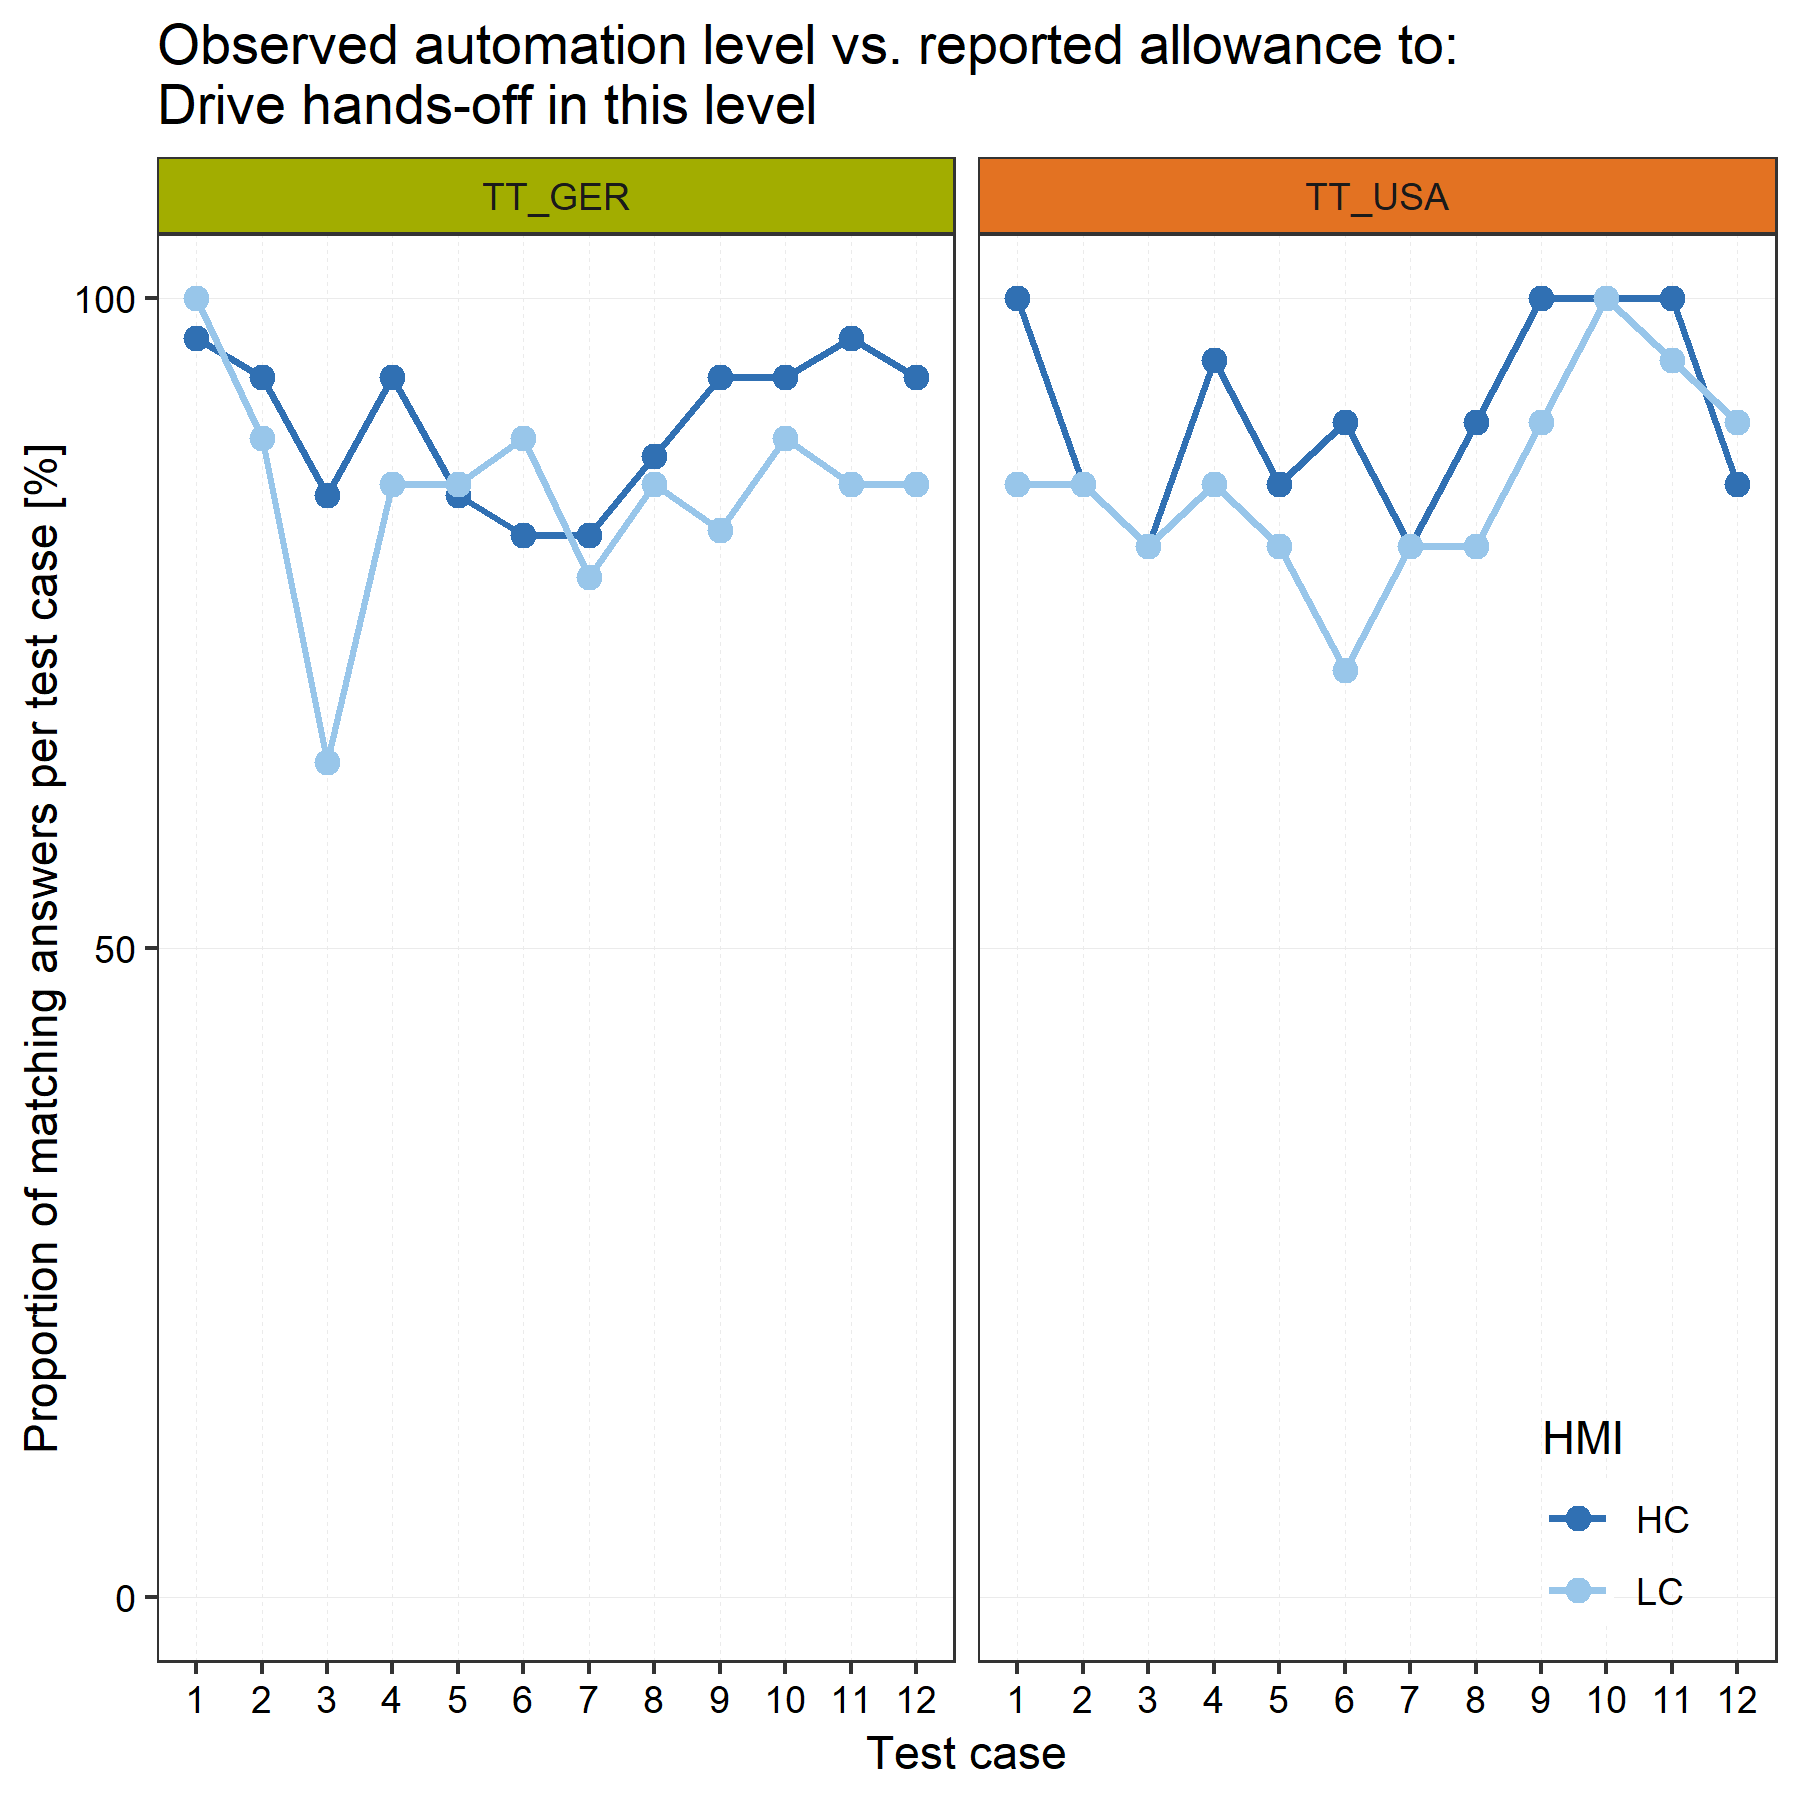 Observed automation level vs. reported allowance to:
Drive hands-off in this level
TT_GER
TT_USA
Proportion of matching answers per test case [%]
100
50
0
HMI
HC
LC
1 2 3 4 5 6 7 8 9 10 11 12
1 2 3 4 5 6 7 8 9 10 11 12
Test case